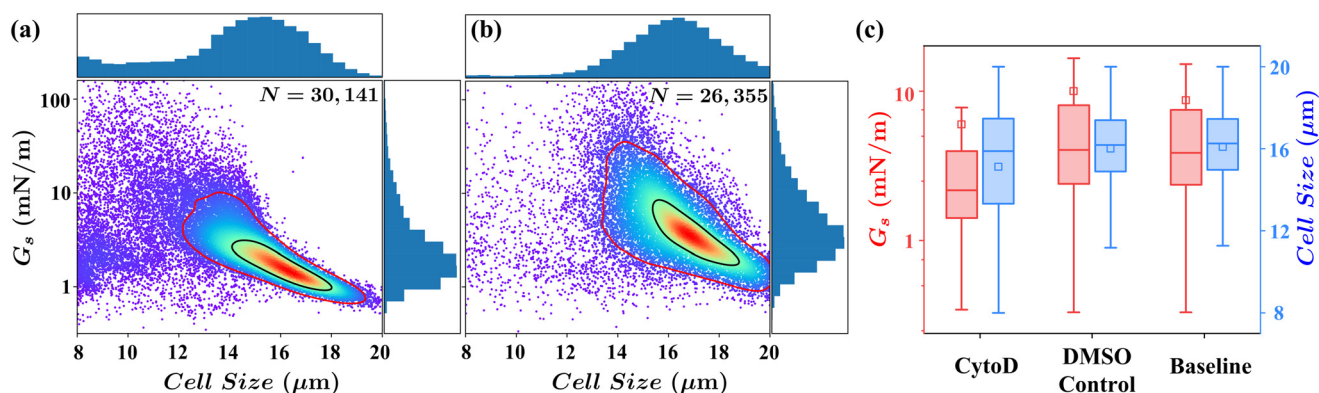 (a)
N = 30,141
100
10
1
G_s (mN/m)
8 10 12 14 16 18 20
Cell Size (μm)
(b)
N = 26,355
8 10 12 14 16 18 20
Cell Size (μm)
(c)
10
1
G_s (mN/m)
20
16
12
8
Cell Size (μm)
CytoD
DMSO
Control
Baseline